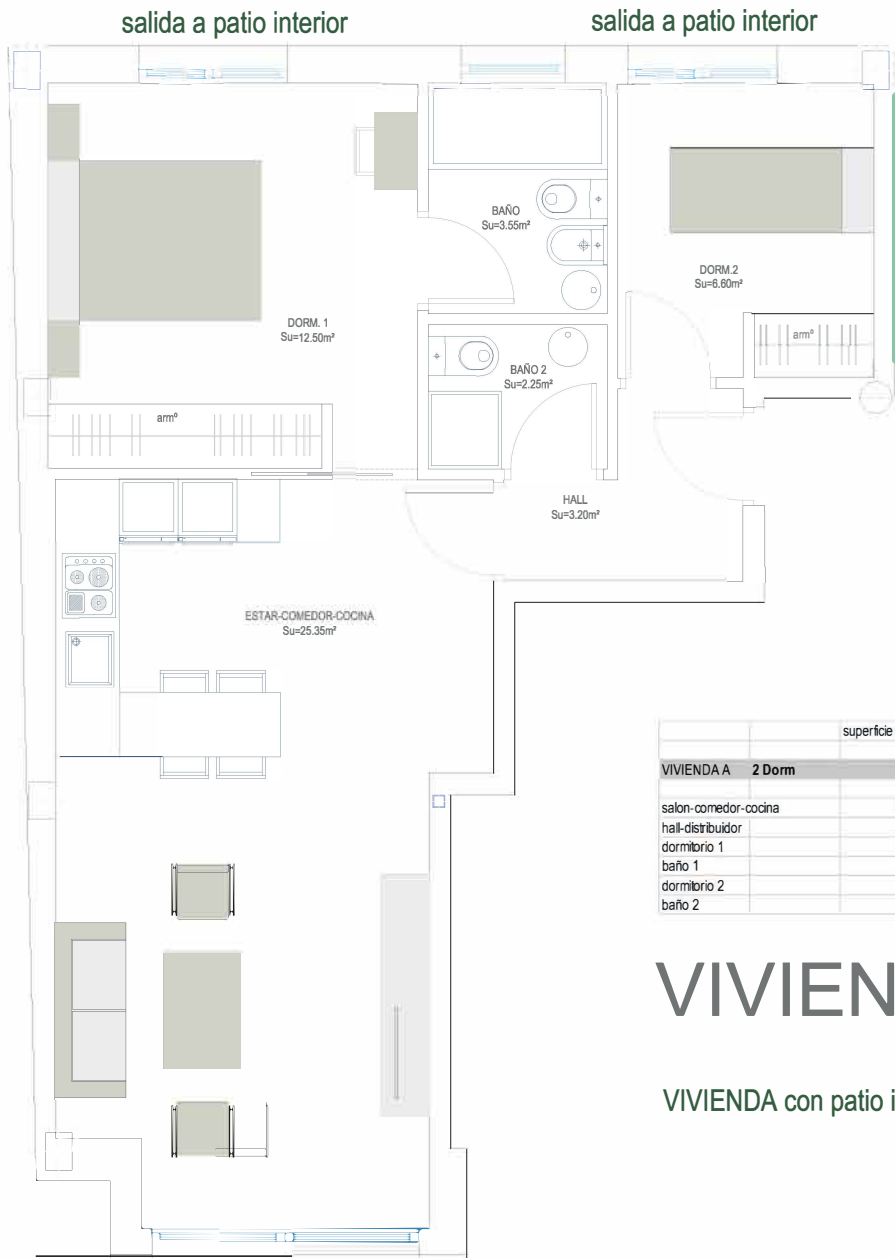 salida a patio interior
salida a patio interior
BAÑO
Su=3.55m²
DORM.2
Su=6.60m²
DORM. 1
Su=12.50m²
armº
BAÑO 2
Su=2.25m²
armº
HALL
Su=3.20m²
ESTAR-COMEDOR-COCINA
Su=25.35m²
superficie
VIVIENDA A 2 Dorm
salon-comedor-cocina
hall-distribuidor
dormitorio 1
baño 1
dormitorio 2
baño 2
VIVIEN
VIVIENDA con patio i